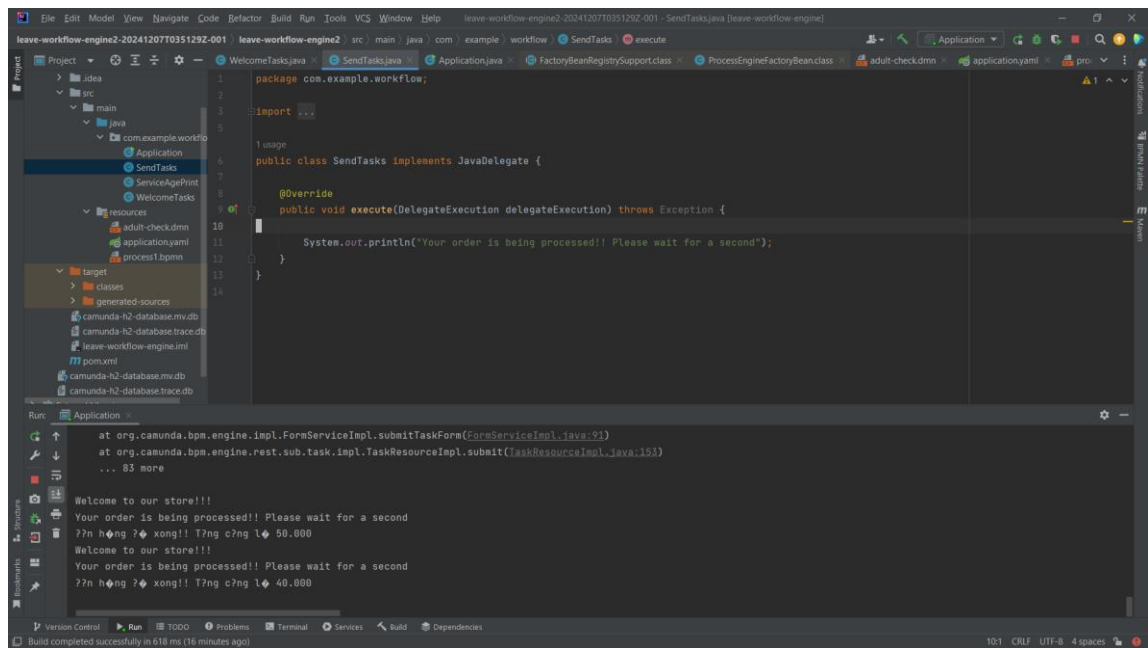 File Edit Model View Navigate Code Refactor Build Run Tools VCS Window Help leave-workflow-engine2-20241207T035129Z-001 - SendTasks.java [leave-workflow-engine]
leave-workflow-engine2-20241207T035129Z-001 leave-workflow-engine2 src main java com example workflow SendTasks execute Application
Project WelcomeTasks.java SendTasks.java Application.java FactoryBeanRegistrySupport.class ProcessEngineFactoryBean.class adult-check.dmn application.yaml pro
Project
.idea
src
main
java
com.example.workflo
Application
SendTasks
ServiceAgePrint
WelcomeTasks
resources
adult-check.dmn
application.yaml
process1.bpmn
target
classes
generated-sources
camunda-h2-database.mv.db
camunda-h2-database.trace.db
leave-workflow-engine.iml
pom.xml
camunda-h2-database.mv.db
camunda-h2-database.trace.db
1 package com.example.workflow;
2
3 import ...
5
1 usage
6 public class SendTasks implements JavaDelegate {
7
8 @Override
9 public void execute(DelegateExecution delegateExecution) throws Exception {
10
11 System.out.println("Your order is being processed!! Please wait for a second");
12 }
13 }
14
1
Notifications
BPMN Palette
Maven
Run: Application
at org.camunda.bpm.engine.impl.FormServiceImpl.submitTaskForm(FormServiceImpl.java:91)
at org.camunda.bpm.engine.rest.sub.task.impl.TaskResourceImpl.submit(TaskResourceImpl.java:153)
... 83 more
Welcome to our store!!!
Your order is being processed!! Please wait for a second
??n h�ng ?� xong!! T?ng c?ng l� 50.000
Welcome to our store!!!
Your order is being processed!! Please wait for a second
??n h�ng ?� xong!! T?ng c?ng l� 40.000
Structure
Bookmarks
Version Control Run TODO Problems Terminal Services Build Dependencies
Build completed successfully in 618 ms (16 minutes ago) 10:1 CRLF UTF-8 4 spaces